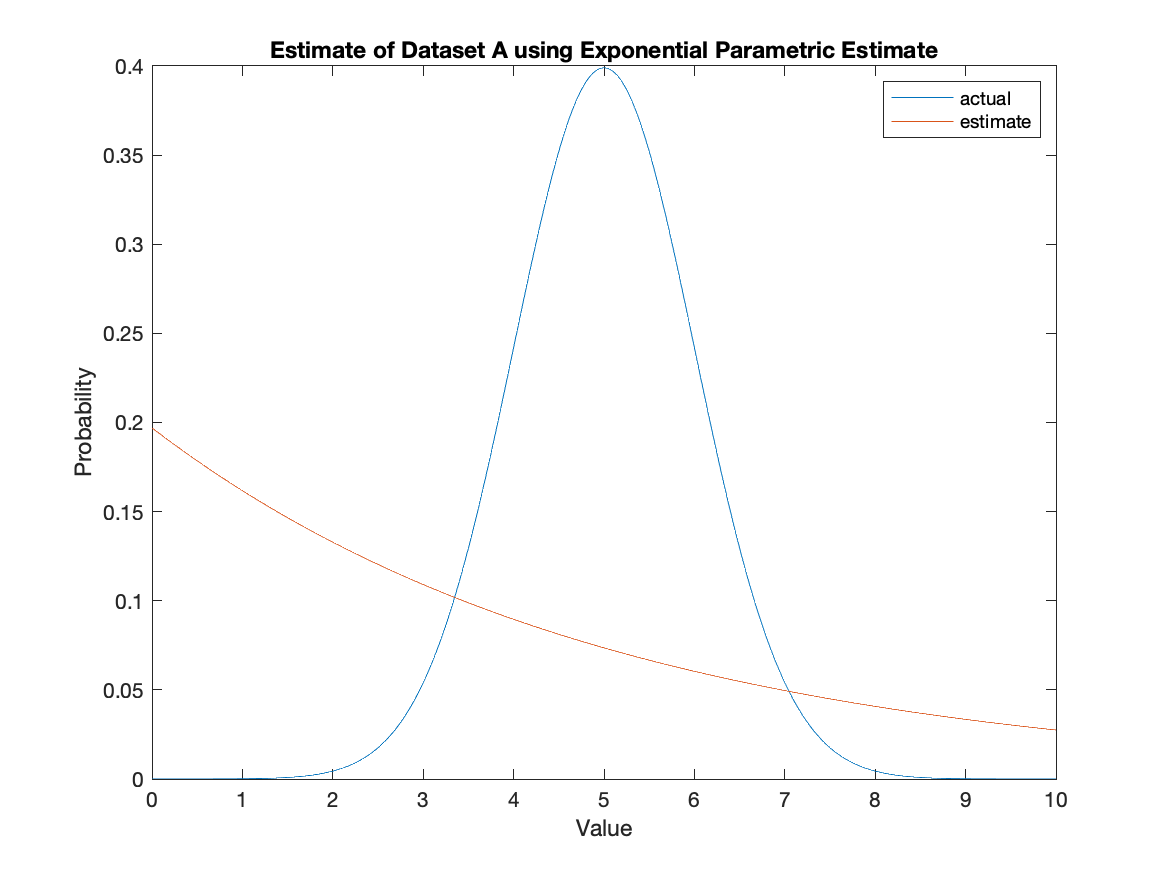 Estimate of Dataset A using Exponential Parametric Estimate
actual
estimate
0.4
0.35
0.3
0.25
0.2
0.15
0.1
0.05
0
Probability
0 1 2 3 4 5 6 7 8 9 10
Value